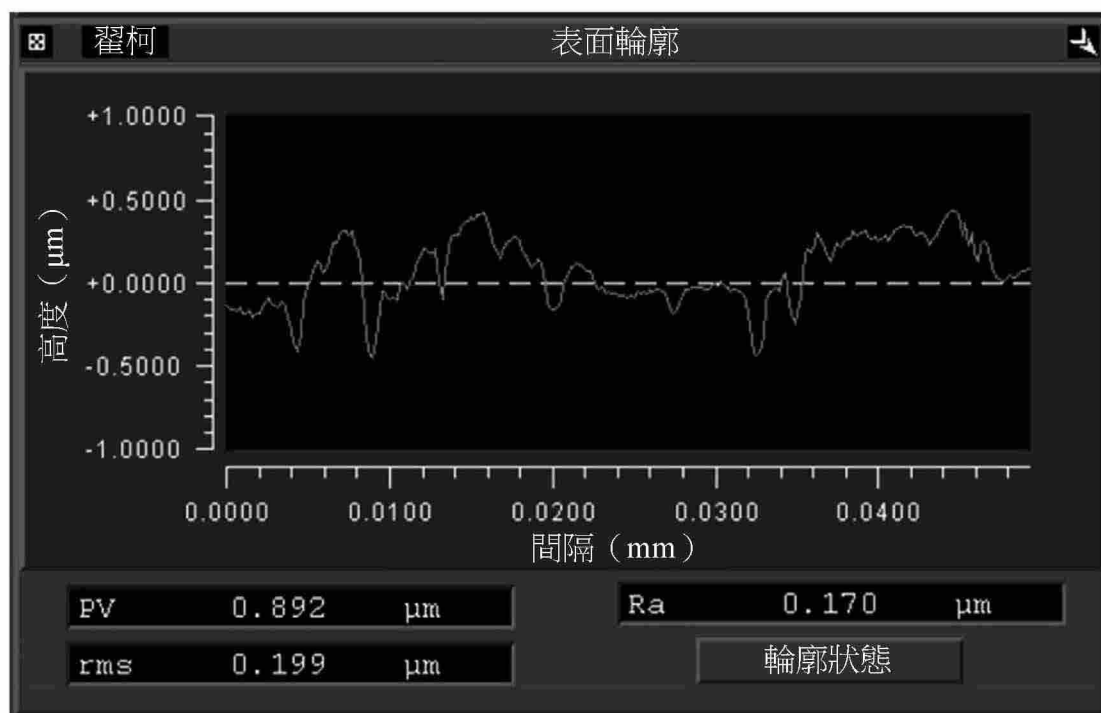 翟柯 表面輪廓
+1.0000
+0.5000
+0.0000
-0.5000
-1.0000
高度（μm）
0.0000 0.0100 0.0200 0.0300 0.0400
間隔（mm）
PV 0.892 μm Ra 0.170 μm
rms 0.199 μm 輪廓狀態